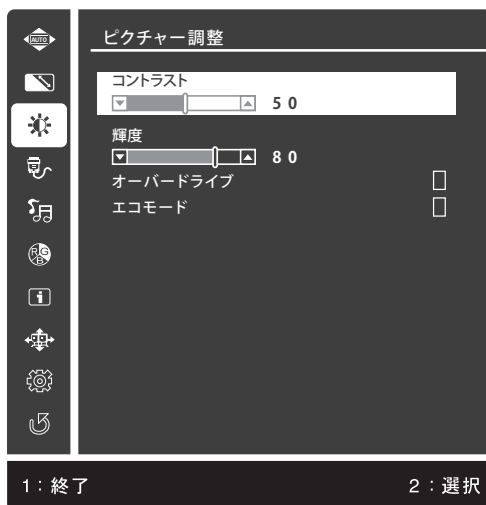 AUTO
ピクチャー調整
コントラスト
50
輝度
80
オーバードライブ
エコモード
R G B
i
1：終了
2：選択